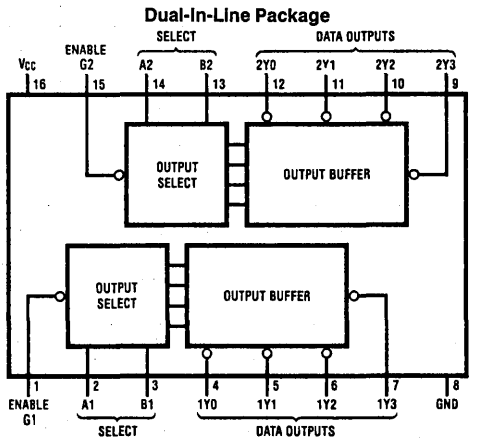 Dual-In-Line Package
ENABLE SELECT DATA OUTPUTS
VCC G2 A2 B2 2Y0 2Y1 2Y2 2Y3
16 15 14 13 12 11 10 9
OUTPUT SELECT
OUTPUT BUFFER
OUTPUT SELECT
OUTPUT BUFFER
1 2 3 4 5 6 7 8
ENABLE G1 A1 B1 1Y0 1Y1 1Y2 1Y3 GND
SELECT DATA OUTPUTS